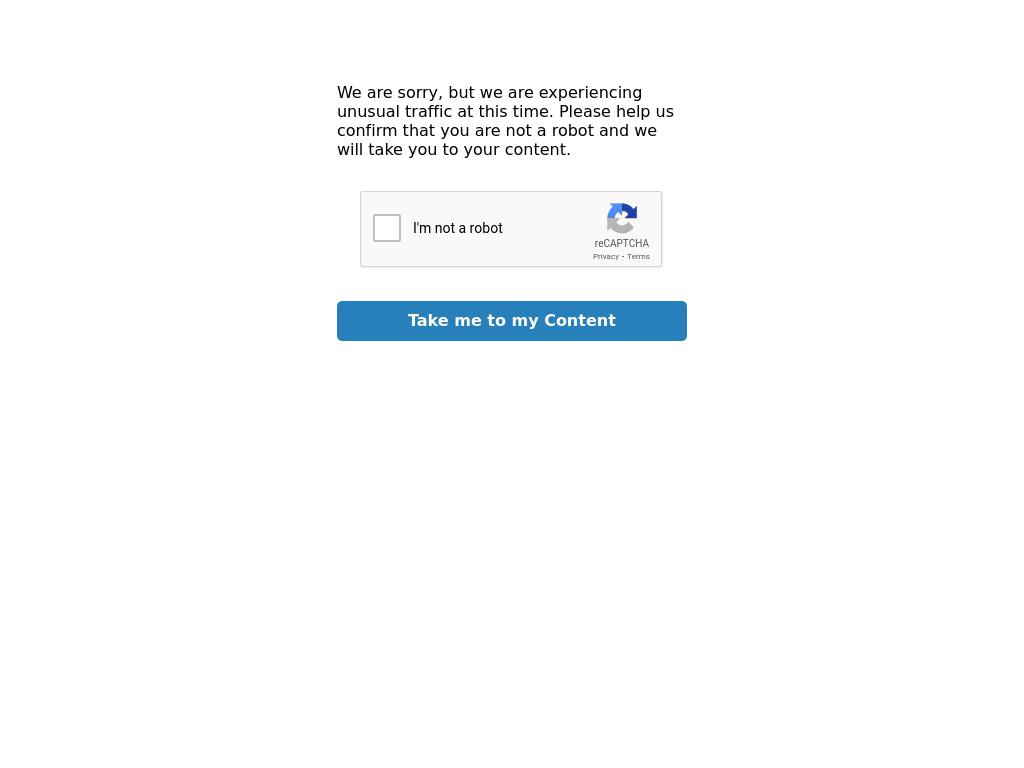 We are sorry, but we are experiencing
unusual traffic at this time. Please help us
confirm that you are not a robot and we
will take you to your content.
I'm not a robot
reCAPTCHA
Privacy - Terms
Take me to my Content